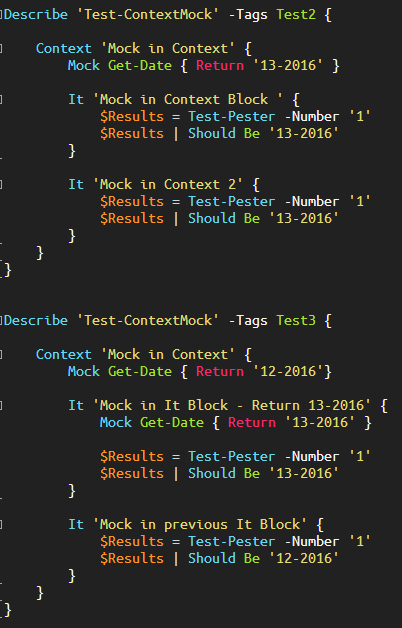 Describe 'Test-ContextMock' -Tags Test2 {
Context 'Mock in Context' {
Mock Get-Date { Return '13-2016' }
It 'Mock in Context Block ' {
$Results = Test-Pester -Number '1'
$Results | Should Be '13-2016'
}
It 'Mock in Context 2' {
$Results = Test-Pester -Number '1'
$Results | Should Be '13-2016'
}
}
}
Describe 'Test-ContextMock' -Tags Test3 {
Context 'Mock in Context' {
Mock Get-Date { Return '12-2016'}
It 'Mock in It Block - Return 13-2016' {
Mock Get-Date { Return '13-2016' }
$Results = Test-Pester -Number '1'
$Results | Should Be '13-2016'
}
It 'Mock in previous It Block' {
$Results = Test-Pester -Number '1'
$Results | Should Be '12-2016'
}
}
}